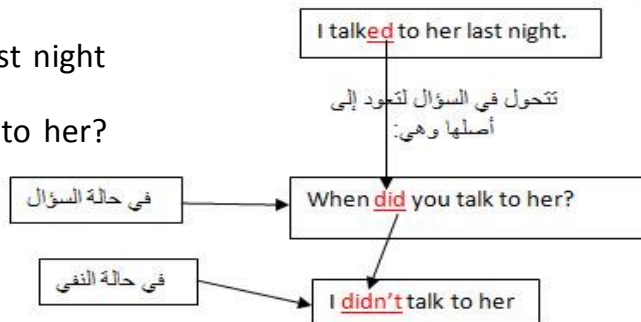 I talked to her last night.
st night
تتحول في السؤال لتعود إلى
أصلها وهي:
to her?
في حالة السؤال
When did you talk to her?
في حالة النفي
I didn't talk to her